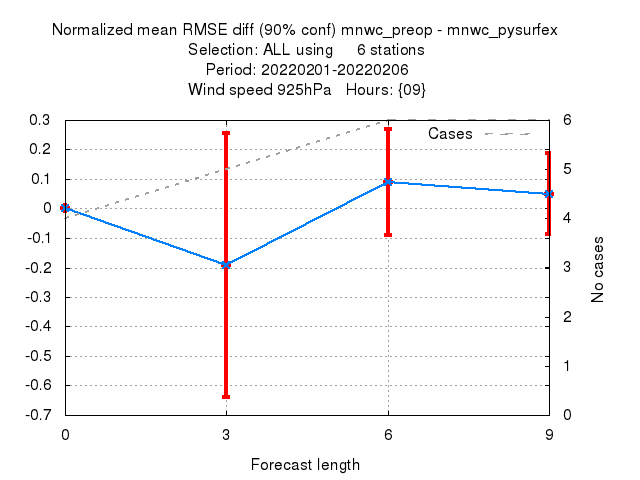 Normalized mean RMSE diff (90% conf) mnwc_preop - mnwc_pysurfex
Selection: ALL using     6 stations
Period: 20220201-20220206
Wind speed 925hPa   Hours: {09}
Cases
0.3
0.2
0.1
0
-0.1
-0.2
-0.3
-0.4
-0.5
-0.6
-0.7
6
5
4
3
2
1
0
No cases
0 3 6 9
Forecast length